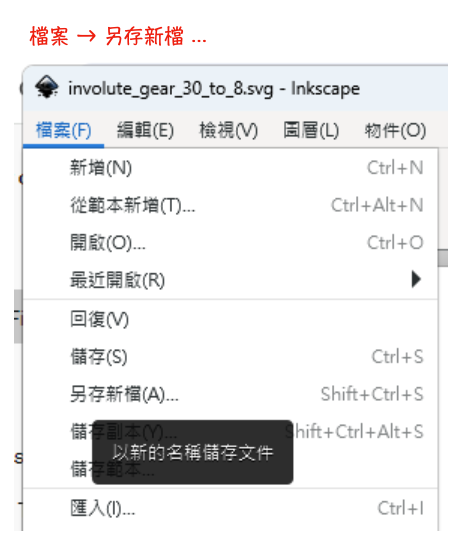 檔案 → 另存新檔 ...
involute_gear_30_to_8.svg - Inkscape
檔案(F) 編輯(E) 檢視(V) 圖層(L) 物件(O)
新增(N) Ctrl+N
從範本新增(T)... Ctrl+Alt+N
開啟(O)... Ctrl+O
最近開啟(R)
回復(V)
儲存(S) Ctrl+S
另存新檔(A)... Shift+Ctrl+S
儲存副本(Y)... Shift+Ctrl+Alt+S
以新的名稱儲存文件
儲存範本...
匯入(I)... Ctrl+I